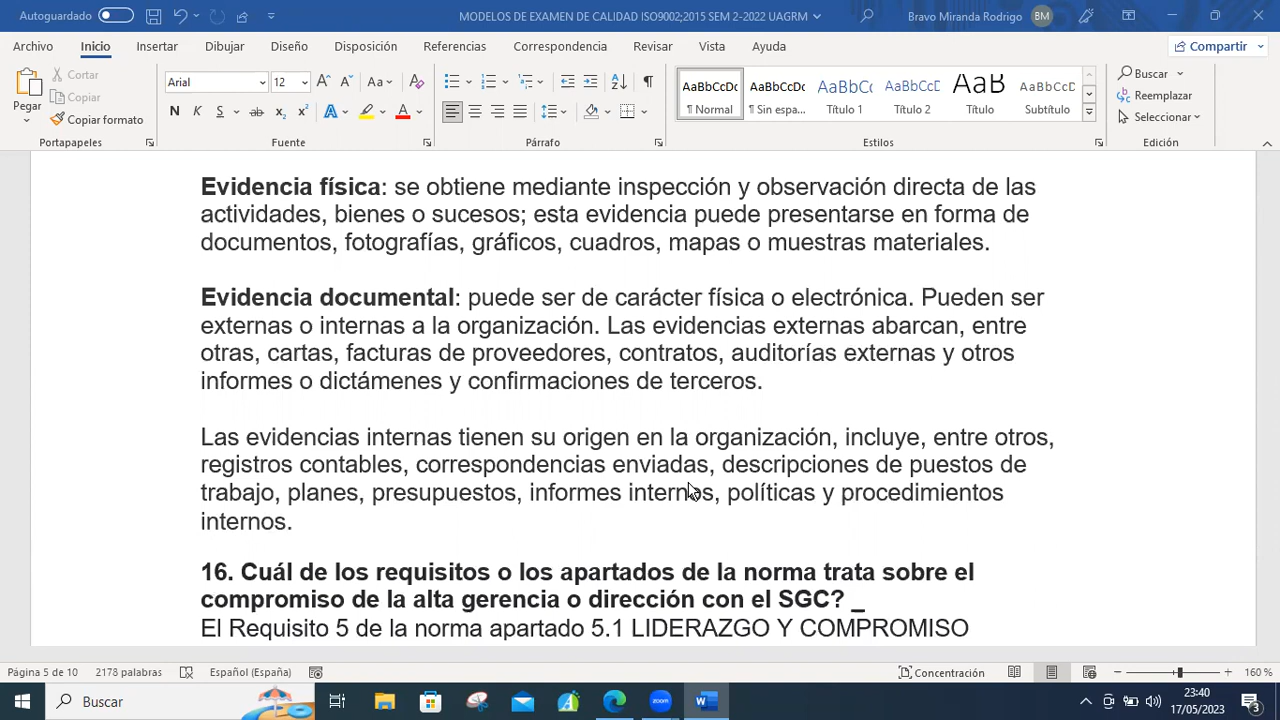 Autoguardado
MODELOS DE EXAMEN DE CALIDAD ISO9002;2015 SEM 2-2022 UAGRM
Bravo Miranda Rodrigo
BM
Archivo Inicio Insertar Dibujar Diseño Disposición Referencias Correspondencia Revisar Vista Ayuda
Compartir
Pegar
Cortar
Copiar
Copiar formato
Portapapeles
Arial 12
Aa
N K S ab x₂ x² A A
Fuente
Párrafo
AaBbCcD AaBbCcD AaBbC( AaBbCcD AaB AaBbCcD
¶ Normal ¶ Sin espa... Título 1 Título 2 Título Subtítulo
Estilos
Buscar
Reemplazar
Seleccionar
Edición
Evidencia física: se obtiene mediante inspección y observación directa de las
actividades, bienes o sucesos; esta evidencia puede presentarse en forma de
documentos, fotografías, gráficos, cuadros, mapas o muestras materiales.
Evidencia documental: puede ser de carácter física o electrónica. Pueden ser
externas o internas a la organización. Las evidencias externas abarcan, entre
otras, cartas, facturas de proveedores, contratos, auditorías externas y otros
informes o dictámenes y confirmaciones de terceros.
Las evidencias internas tienen su origen en la organización, incluye, entre otros,
registros contables, correspondencias enviadas, descripciones de puestos de
trabajo, planes, presupuestos, informes internos, políticas y procedimientos
internos.
16. Cuál de los requisitos o los apartados de la norma trata sobre el
compromiso de la alta gerencia o dirección con el SGC? _
El Requisito 5 de la norma apartado 5.1 LIDERAZGO Y COMPROMISO
Página 5 de 10 2178 palabras Español (España) Concentración 160 %
Buscar
zoom
W
23:40
17/05/2023
3